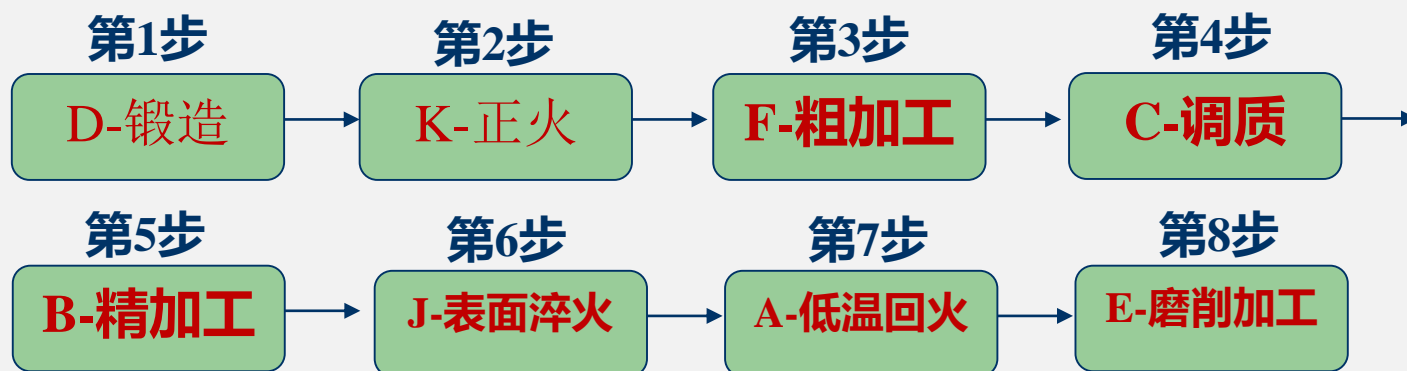 第1步 第2步 第3步 第4步
D-锻造 K-正火 F-粗加工 C-调质
第5步 第6步 第7步 第8步
B-精加工 J-表面淬火 A-低温回火 E-磨削加工